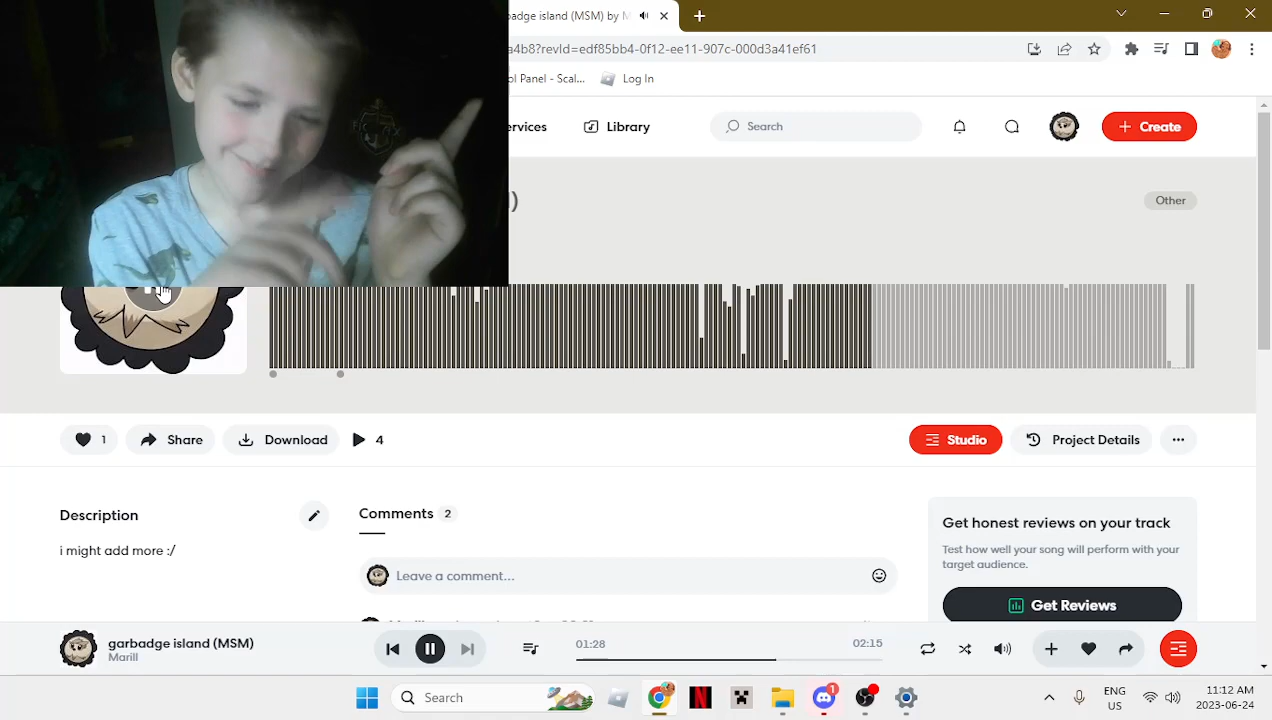 badge island (MSM) by M
a4b8?revId=edf85bb4-0f12-ee11-907c-000d3a41ef61
ol Panel - Scal... Log In
ervices Library Search Create
)
Other
1 Share Download 4 Studio Project Details
Description
i might add more :/
Comments 2
Leave a comment...
Get honest reviews on your track
Test how well your song will perform with your
target audience.
Get Reviews
garbadge island (MSM)
Marill
01:28 02:15
Search
1
ENG
US
11:12 AM
2023-06-24